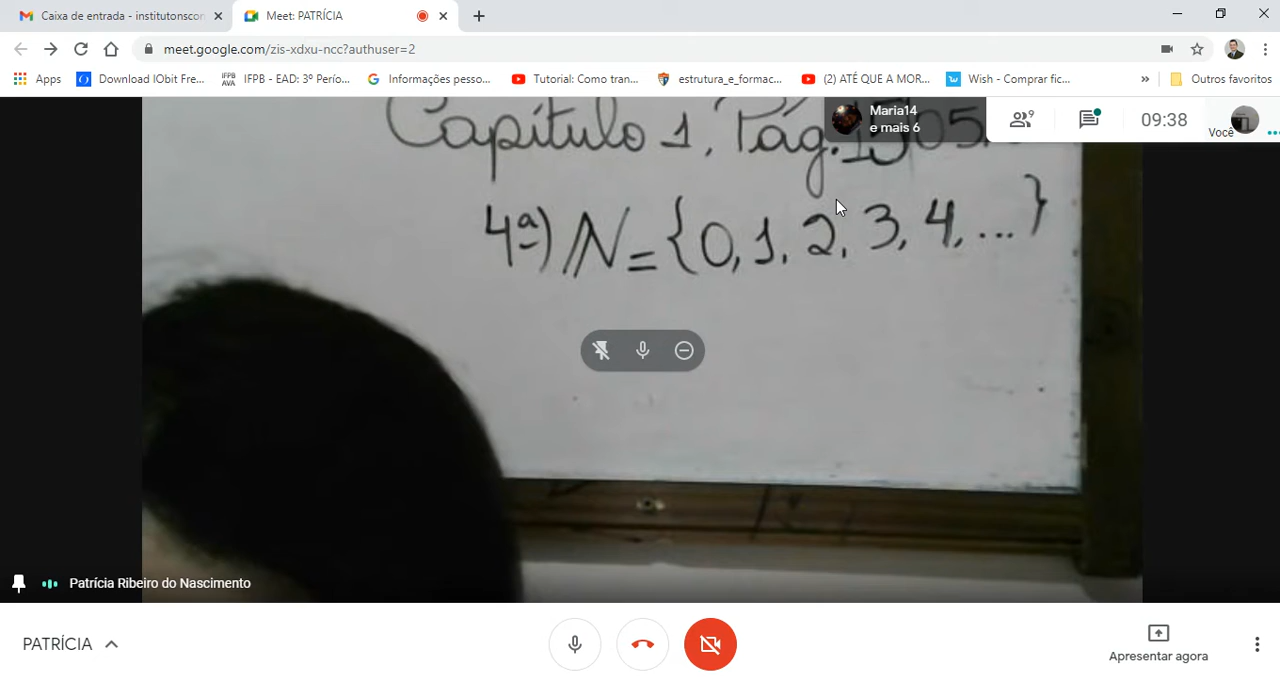 Caixa de entrada - institutonscor
Meet: PATRÍCIA
meet.google.com/zis-xdxu-ncc?authuser=2
Apps
Download IObit Fre...
IFPB AVA
IFPB - EAD: 3º Perío...
Informações pesso...
Tutorial: Como tran...
estrutura_e_formac...
(2) ATÉ QUE A MOR...
Wish - Comprar fic...
»
Outros favoritos
Maria14
e mais 6
9
09:38
Você
Capítulo 1, Pág.
4ª) N = {0, 1, 2, 3, 4, ...}
Patrícia Ribeiro do Nascimento
PATRÍCIA
Apresentar agora